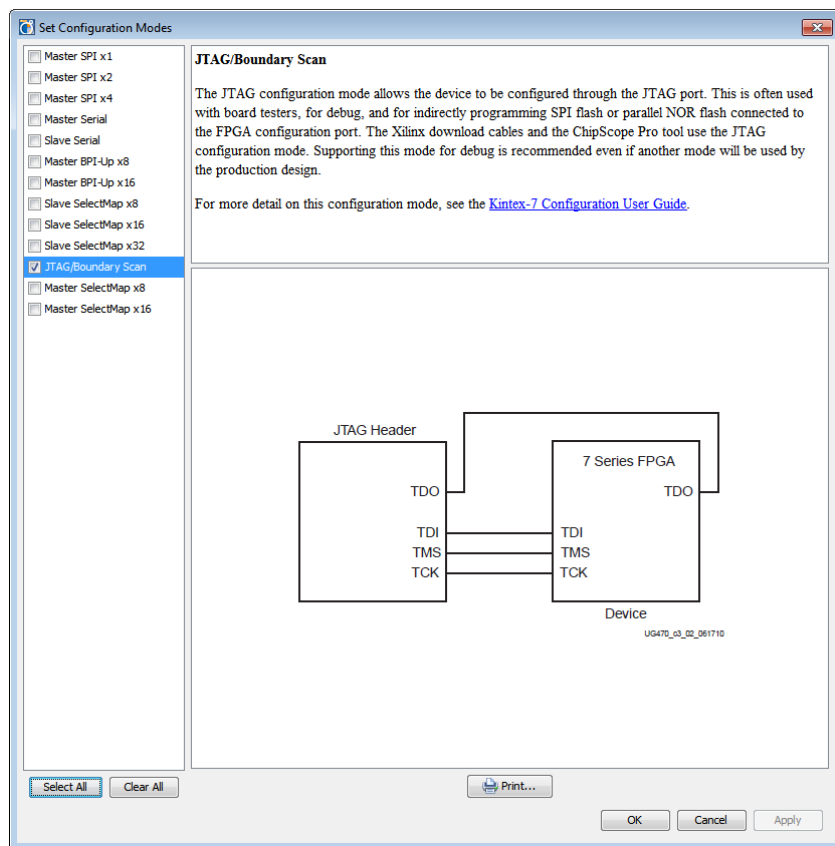 Set Configuration Modes
Master SPI x1
Master SPI x2
Master SPI x4
Master Serial
Slave Serial
Master BPI-Up x8
Master BPI-Up x16
Slave SelectMap x8
Slave SelectMap x16
Slave SelectMap x32
JTAG/Boundary Scan
Master SelectMap x8
Master SelectMap x16
JTAG/Boundary Scan
The JTAG configuration mode allows the device to be configured through the JTAG port. This is often used
with board testers, for debug, and for indirectly programming SPI flash or parallel NOR flash connected to
the FPGA configuration port. The Xilinx download cables and the ChipScope Pro tool use the JTAG
configuration mode. Supporting this mode for debug is recommended even if another mode will be used by
the production design.
For more detail on this configuration mode, see the Kintex-7 Configuration User Guide.
JTAG Header
7 Series FPGA
TDO
TDO
TDI
TDI
TMS
TMS
TCK
TCK
Device
UG470_c3_02_061710
Select All
Clear All
Print...
OK
Cancel
Apply